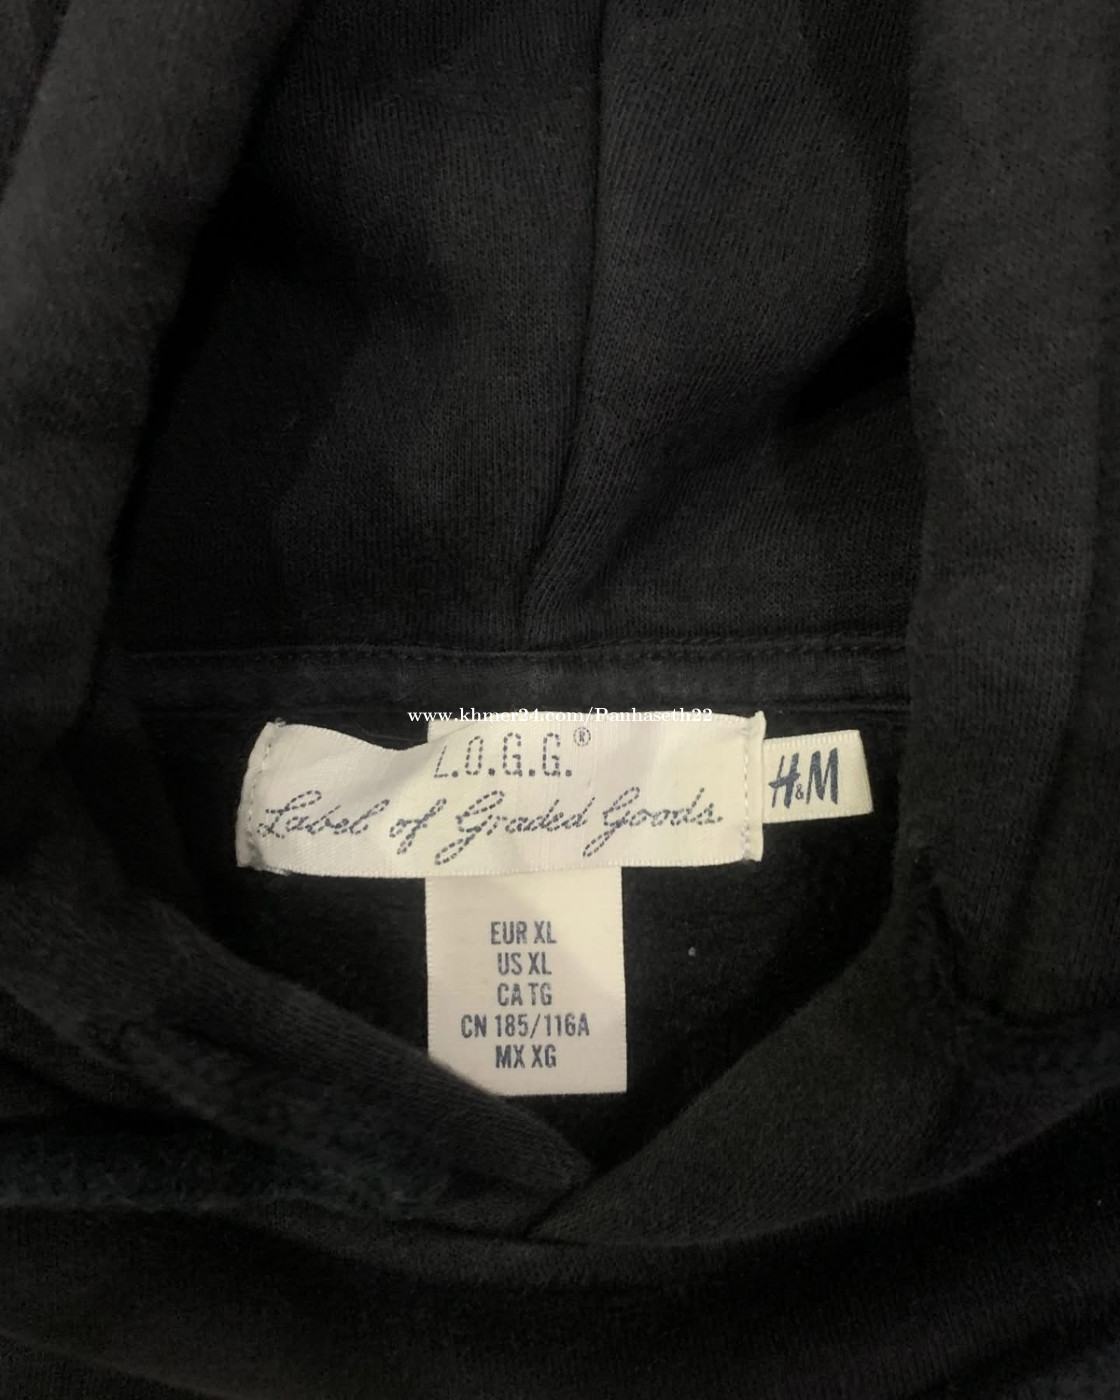 www.khmer24.com/Panhaseth22
L.O.G.G.®
Label of Graded Goods.
H&M
EUR XL
US XL
CA TG
CN 185/116A
MX XG